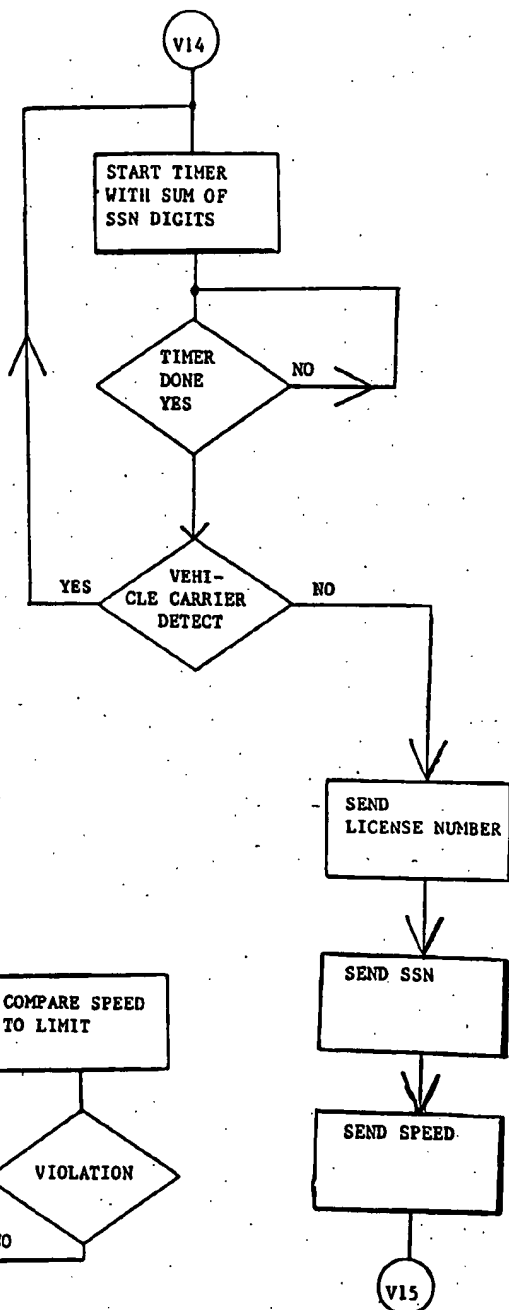 V14
START TIMER
WITH SUM OF
SSN DIGITS
TIMER
DONE
YES
NO
VEHI-
CLE CARRIER
DETECT
YES
NO
SEND
LICENSE NUMBER
SEND SSN
SEND SPEED
V15
COMPARE SPEED
TO LIMIT
VIOLATION